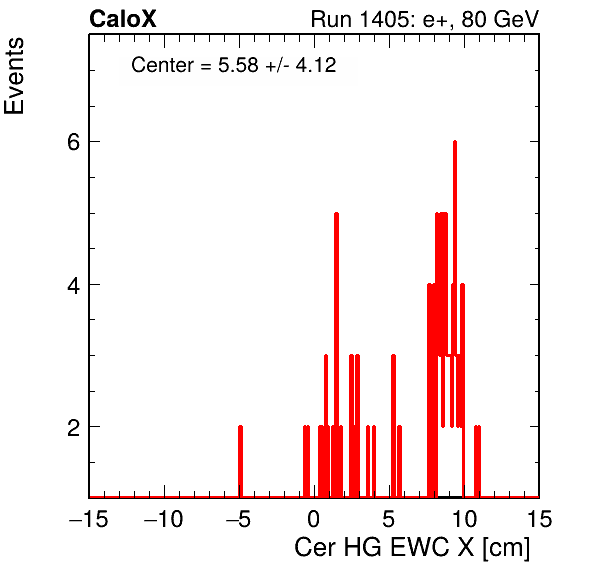 CaloX Run 1405: e+, 80 GeV
Events
Center = 5.58 +/- 4.12
6
4
2
−15 −10 −5 0 5 10 15
Cer HG EWC X [cm]